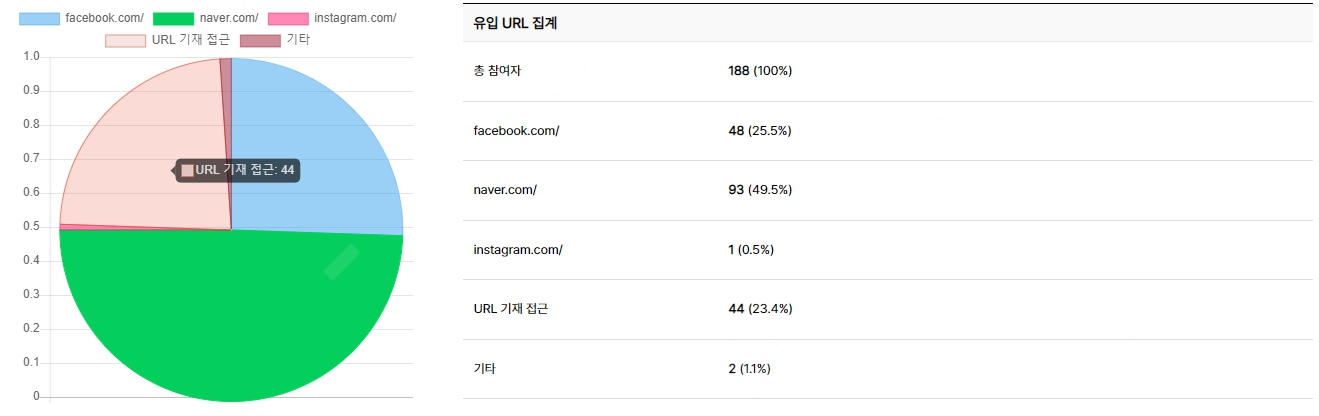 facebook.com/ naver.com/ instagram.com/
URL 기재 접근 기타
1.0
0.9
0.8
0.7
URL 기재 접근: 44
0.6
0.5
0.4
0.3
0.2
0.1
0
유입 URL 집계
총 참여자 188 (100%)
facebook.com/ 48 (25.5%)
naver.com/ 93 (49.5%)
instagram.com/ 1 (0.5%)
URL 기재 접근 44 (23.4%)
기타 2 (1.1%)